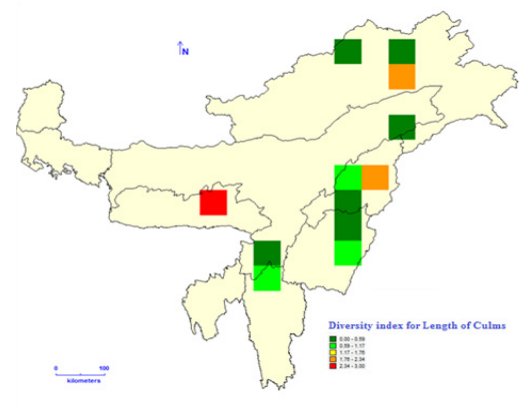 N
Diversity index for Length of Culms
0.00 - 0.59
0.59 - 1.17
1.17 - 1.76
1.76 - 2.34
2.34 - 3.00
0 100
kilometers